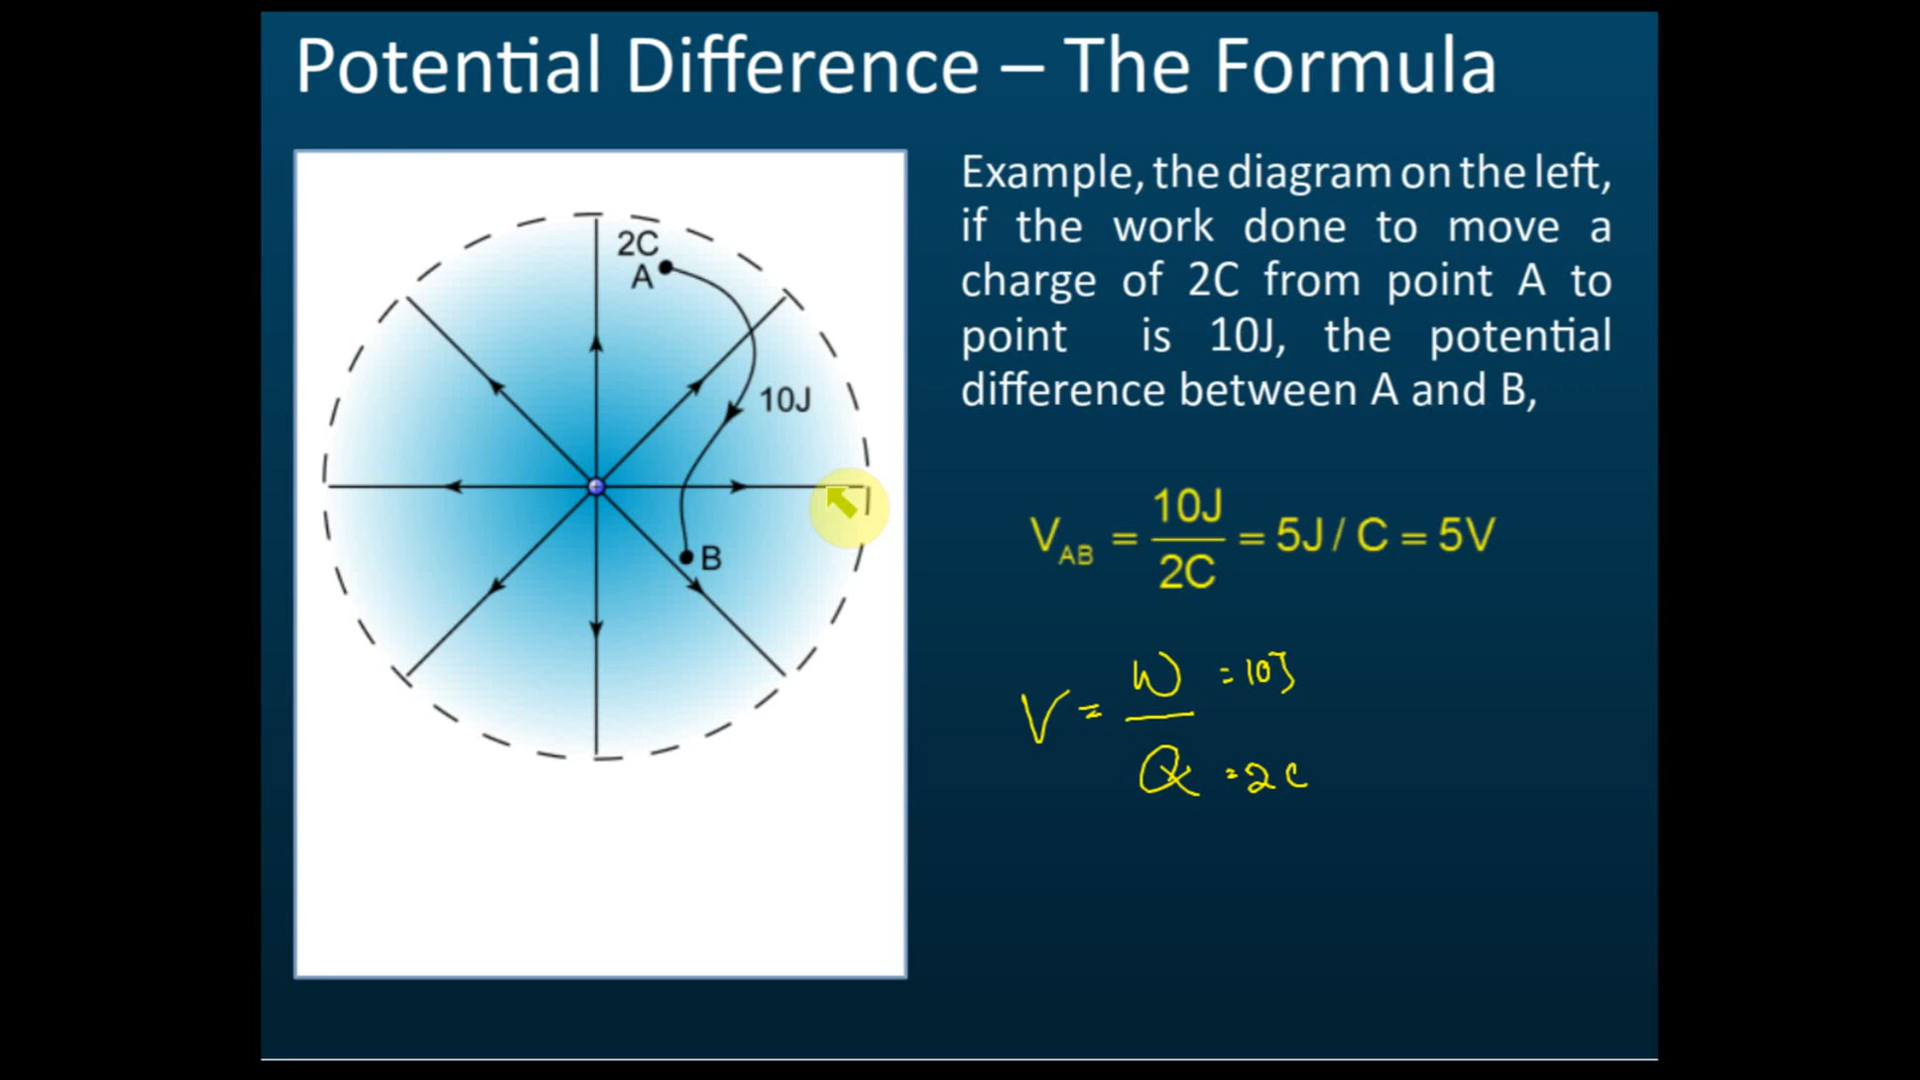 Potential Difference – The Formula
2C
A
10J
B
Example, the diagram on the left,
if the work done to move a
charge of 2C from point A to
point is 10J, the potential
difference between A and B,
V_AB = 10J / 2C = 5J / C = 5V
V = W = 10J
Q = 2C